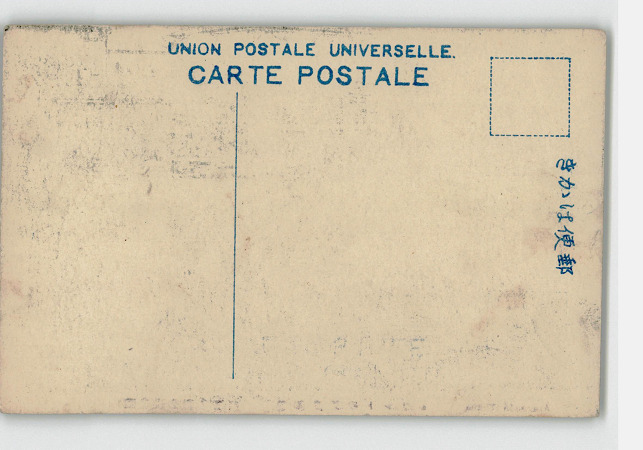 UNION POSTALE UNIVERSELLE.
CARTE POSTALE
きかは便郵